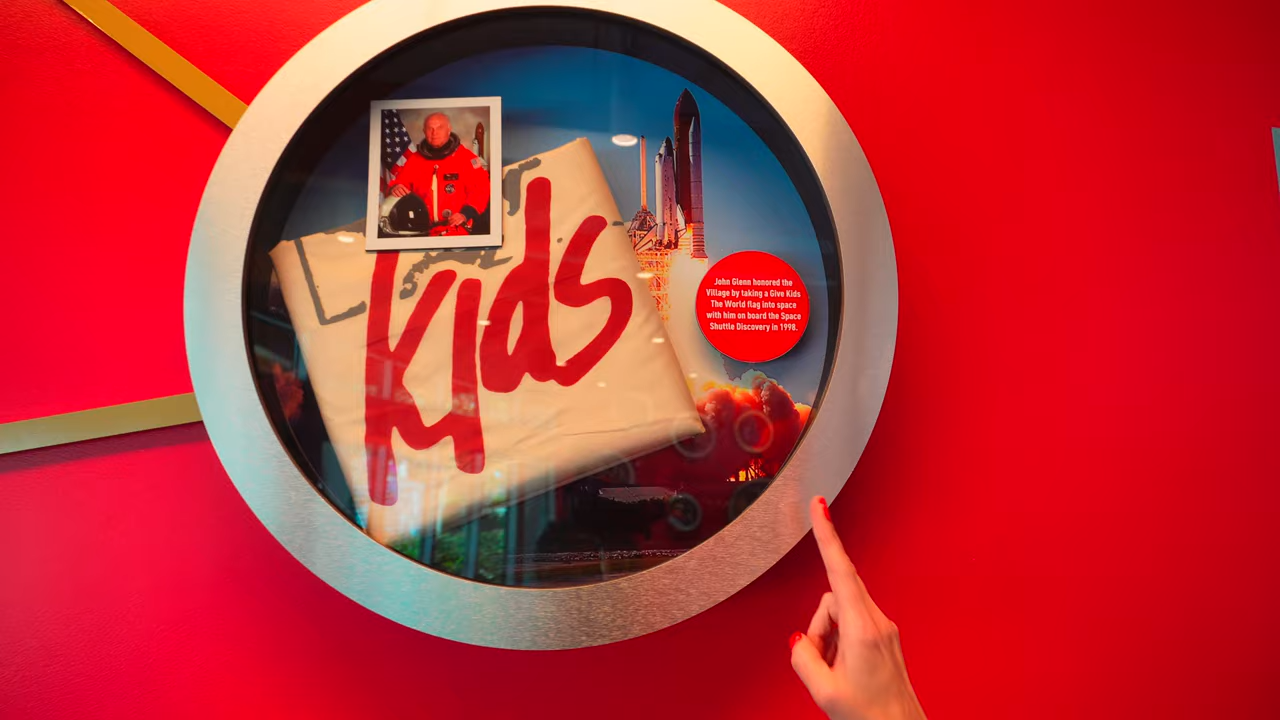 Kids
John Glenn honored the
Village by taking a Give Kids
The World flag into space
with him on board the Space
Shuttle Discovery in 1998.